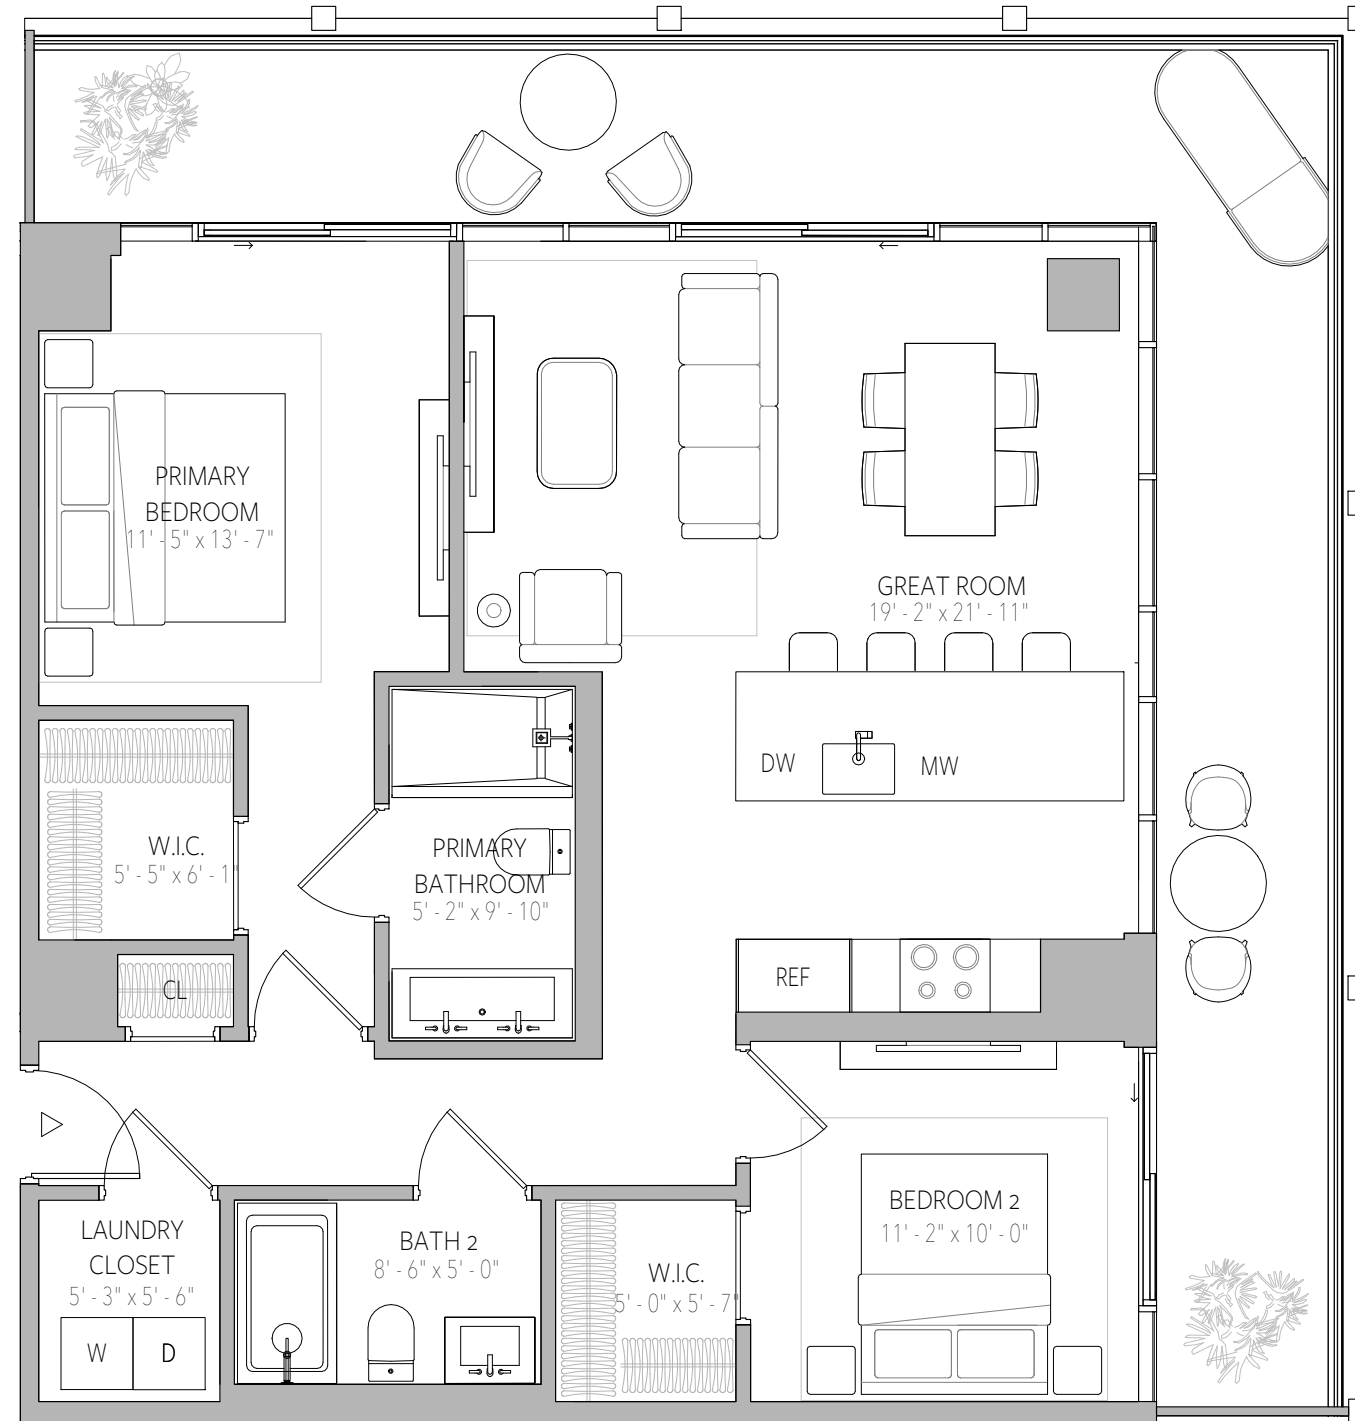 PRIMARY
BEDROOM
11' - 5" x 13' - 7"
GREAT ROOM
19' - 2" x 21' - 11"
DW
MW
W.I.C.
5' - 5" x 6' - 1"
PRIMARY
BATHROOM
5' - 2" x 9' - 10"
CL
REF
LAUNDRY
CLOSET
5' - 3" x 5' - 6"
W
D
BATH 2
8' - 6" x 5' - 0"
W.I.C.
5' - 0" x 5' - 7"
BEDROOM 2
11' - 2" x 10' - 0"